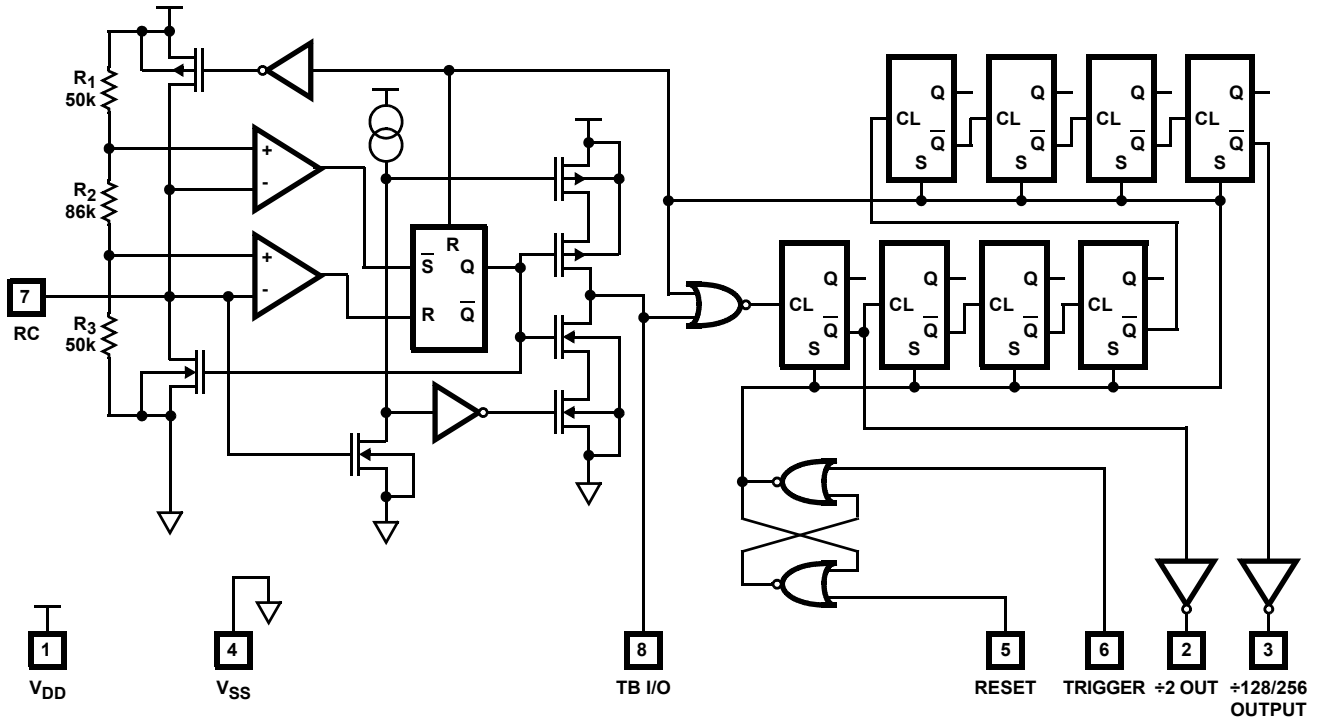 R1
50k
R2
86k
R3
50k
+
-
+
-
R
S̅
Q
R
Q̅
7
RC
Q
CL
Q̅
S
Q
CL
Q̅
S
Q
CL
Q̅
S
Q
CL
Q̅
S
Q
CL
Q̅
S
Q
CL
Q̅
S
Q
CL
Q̅
S
Q
CL
Q̅
S
1
VDD
4
VSS
8
TB I/O
5
RESET
6
TRIGGER
2
÷2 OUT
3
÷128/256
OUTPUT